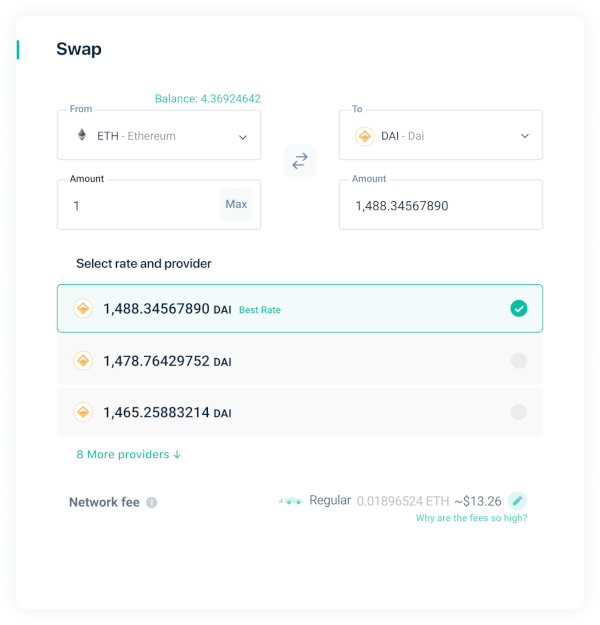 Swap
Balance: 4.36924642
From
ETH - Ethereum
To
DAI - Dai
Amount
1
Max
Amount
1,488.34567890
Select rate and provider
1,488.34567890 DAI Best Rate
1,478.76429752 DAI
1,465.25883214 DAI
8 More providers ↓
Network fee i Regular 0.01896524 ETH ~$13.26
Why are the fees so high?